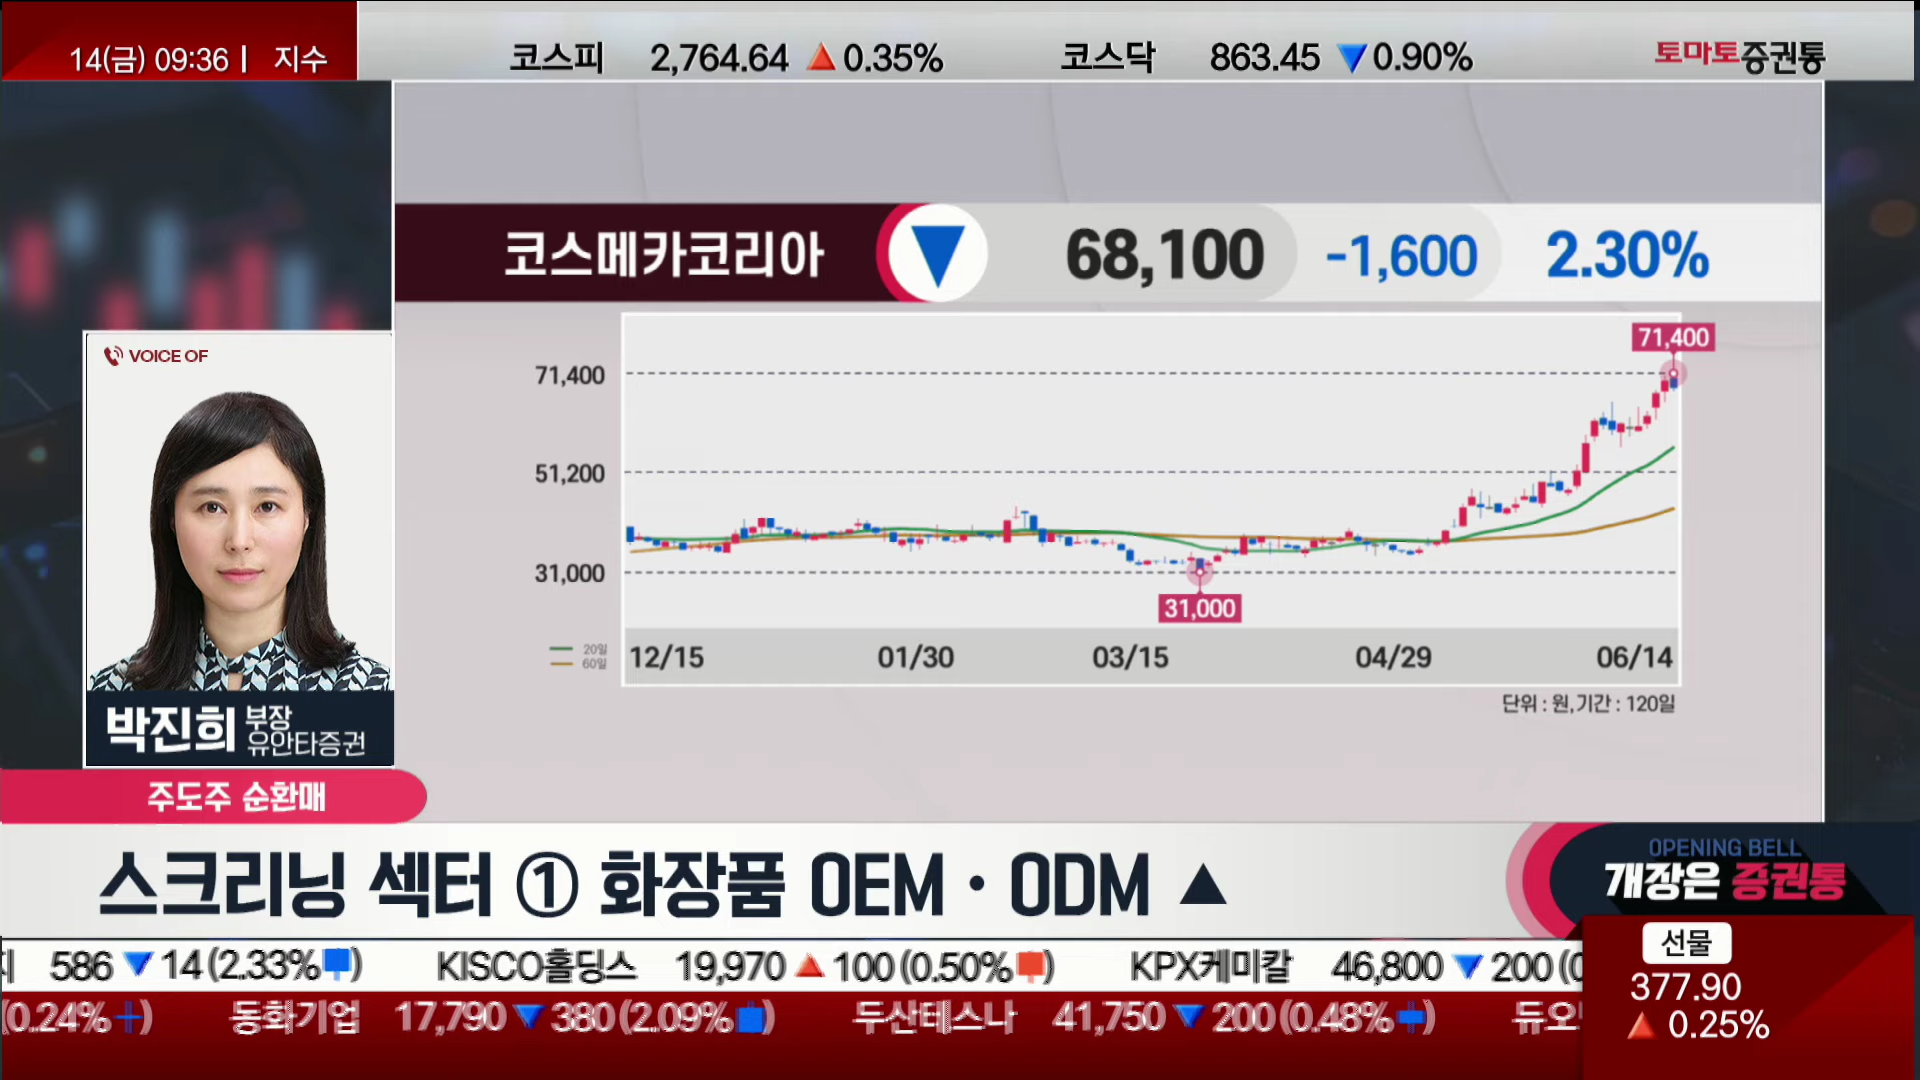 14(금) 09:36 | 지수
코스피 2,764.64 ▲ 0.35% 코스닥 863.45 ▼ 0.90%
토마토증권통
코스메카코리아 ▼ 68,100 -1,600 2.30%
71,400
71,400
51,200
31,000
31,000
20일
60일
12/15 01/30 03/15 04/29 06/14
단위 : 원, 기간 : 120일
VOICE OF
박진희 부장
유안타증권
주도주 순환매
스크리닝 섹터 ① 화장품 OEM · ODM ▲
OPENING BELL
개장은 증권통
586 ▼ 14 (2.33%) KISCO홀딩스 19,970 ▲ 100 (0.50%) KPX케미칼 46,800 ▼ 200 (0
(0.24%) 동화기업 17,790 ▼ 380 (2.09%) 두산테스나 41,750 ▼ 200 (0.48%) 듀오
선물
377.90
▲ 0.25%